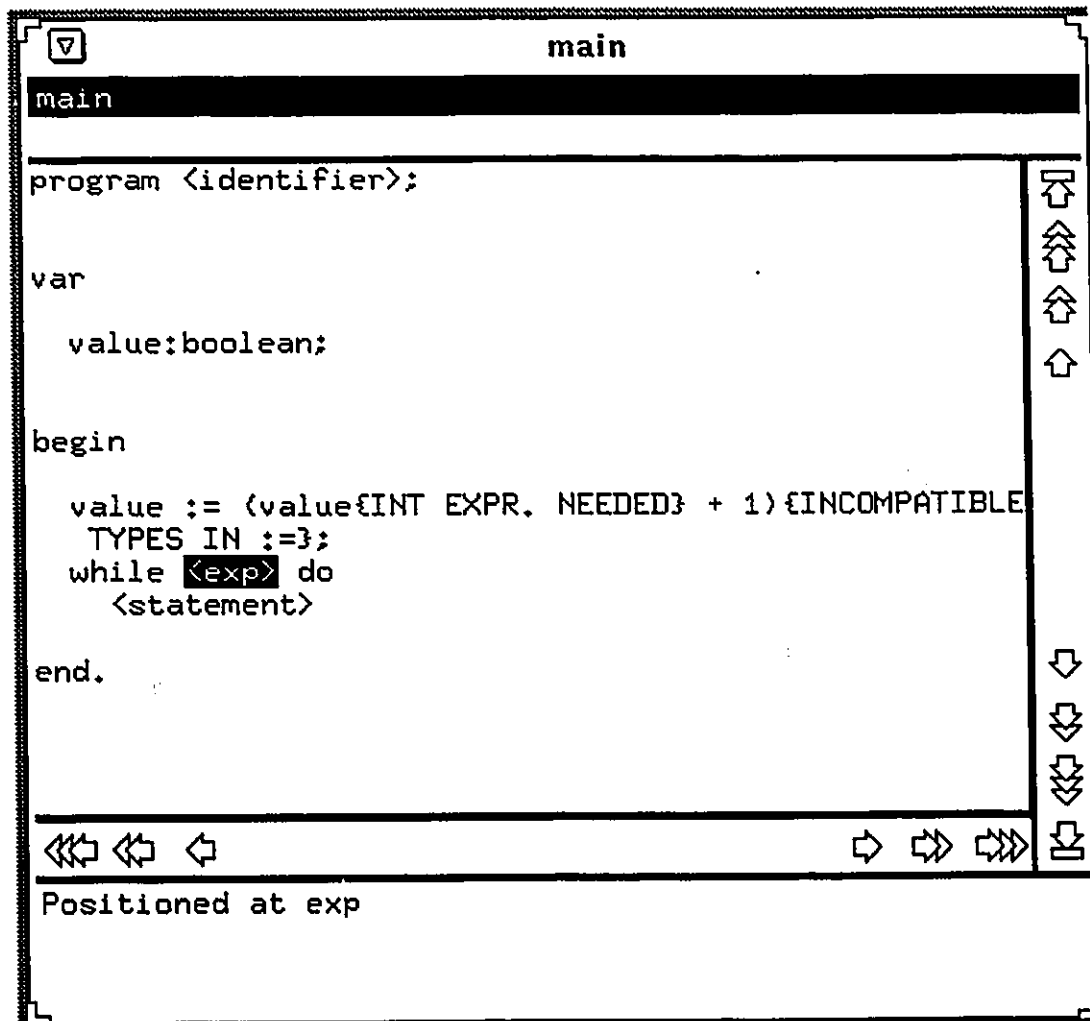 main
main
program <identifier>;
var
value:boolean;
begin
value := (value{INT EXPR. NEEDED} + 1){INCOMPATIBLE
TYPES IN :=};
while <exp> do
<statement>
end.
Positioned at exp